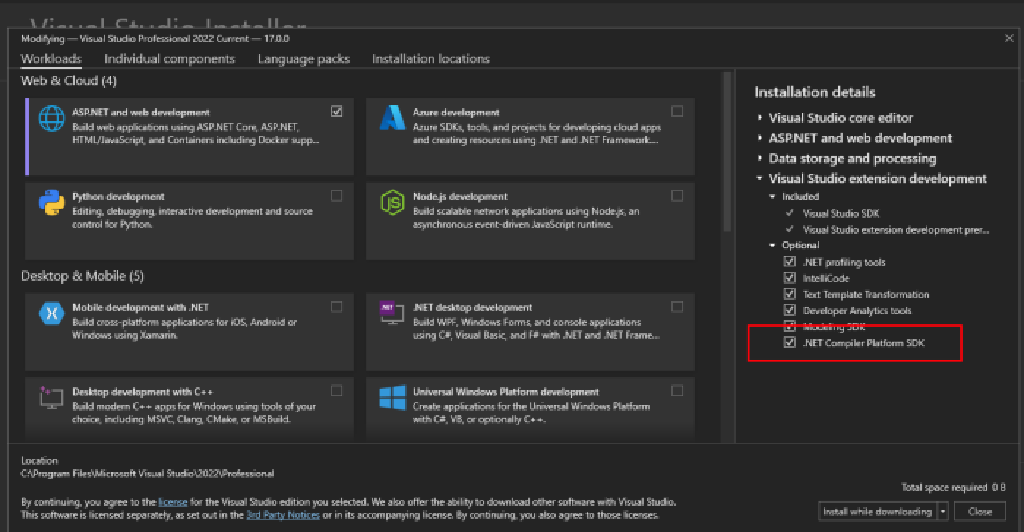 Visual Studio Installer
Modifying — Visual Studio Professional 2022 Current — 17.0.0
Workloads
Individual components
Language packs
Installation locations
Web & Cloud (4)
ASP.NET and web development
Build web applications using ASP.NET Core, ASP.NET,
HTML/JavaScript, and Containers including Docker supp...
Azure development
Azure SDKs, tools, and projects for developing cloud apps
and creating resources using .NET and .NET Framework...
Python development
Editing, debugging, interactive development and source
control for Python.
Node.js development
Build scalable network applications using Node.js, an
asynchronous event-driven JavaScript runtime.
Desktop & Mobile (5)
Mobile development with .NET
Build cross-platform applications for iOS, Android or
Windows using Xamarin.
.NET desktop development
Build WPF, Windows Forms, and console applications
using C#, Visual Basic, and F# with .NET and .NET Frame...
Desktop development with C++
Build modern C++ apps for Windows using tools of your
choice, including MSVC, Clang, CMake, or MSBuild.
Universal Windows Platform development
Create applications for the Universal Windows Platform
with C#, VB, or optionally C++.
Installation details
Visual Studio core editor
ASP.NET and web development
Data storage and processing
Visual Studio extension development
Included
Visual Studio SDK
Visual Studio extension development prer...
Optional
.NET profiling tools
IntelliCode
Text Template Transformation
Developer Analytics tools
Modeling SDK
.NET Compiler Platform SDK
Location
C:\Program Files\Microsoft Visual Studio\2022\Professional
By continuing, you agree to the license for the Visual Studio edition you selected. We also offer the ability to download other software with Visual Studio.
This software is licensed separately, as set out in the 3rd Party Notices or in its accompanying license. By continuing, you also agree to those licenses.
Total space required 0 B
Install while downloading
Close